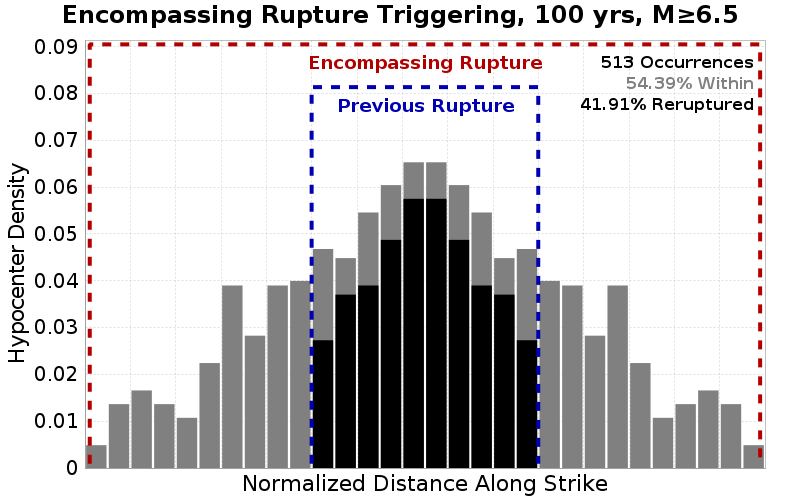 Encompassing Rupture Triggering, 100 yrs, M≥6.5
Encompassing Rupture
Previous Rupture
513 Occurrences
54.39% Within
41.91% Reruptured
Hypocenter Density
0.09
0.08
0.07
0.06
0.05
0.04
0.03
0.02
0.01
0
Normalized Distance Along Strike